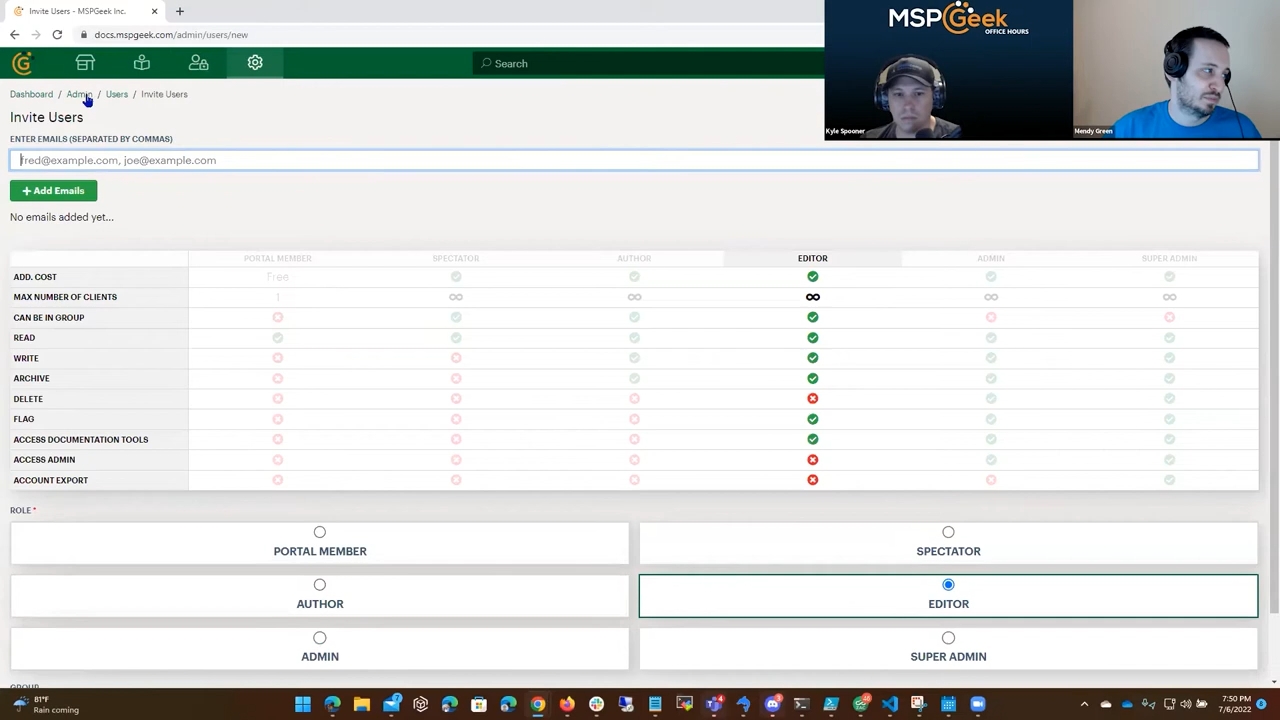 Invite Users - MSPGeek Inc.
docs.mspgeek.com/admin/users/new
Search
MSPGeek
OFFICE HOURS
Kyle Spooner
Mendy Green
Dashboard / Admin / Users / Invite Users
Invite Users
ENTER EMAILS (SEPARATED BY COMMAS)
fred@example.com, joe@example.com
+ Add Emails
No emails added yet...
PORTAL MEMBER SPECTATOR AUTHOR EDITOR ADMIN SUPER ADMIN
ADD. COST Free
MAX NUMBER OF CLIENTS 1 ∞ ∞ ∞ ∞ ∞
CAN BE IN GROUP
READ
WRITE
ARCHIVE
DELETE
FLAG
ACCESS DOCUMENTATION TOOLS
ACCESS ADMIN
ACCOUNT EXPORT
ROLE *
PORTAL MEMBER
SPECTATOR
AUTHOR
EDITOR
ADMIN
SUPER ADMIN
GROUP
81°F
Rain coming
7:50 PM
7/6/2022